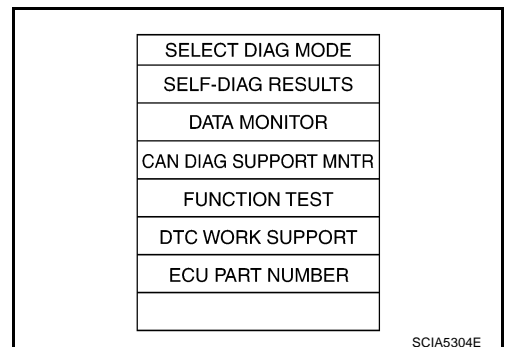 SELECT DIAG MODE
SELF-DIAG RESULTS
DATA MONITOR
CAN DIAG SUPPORT MNTR
FUNCTION TEST
DTC WORK SUPPORT
ECU PART NUMBER
SCIA5304E